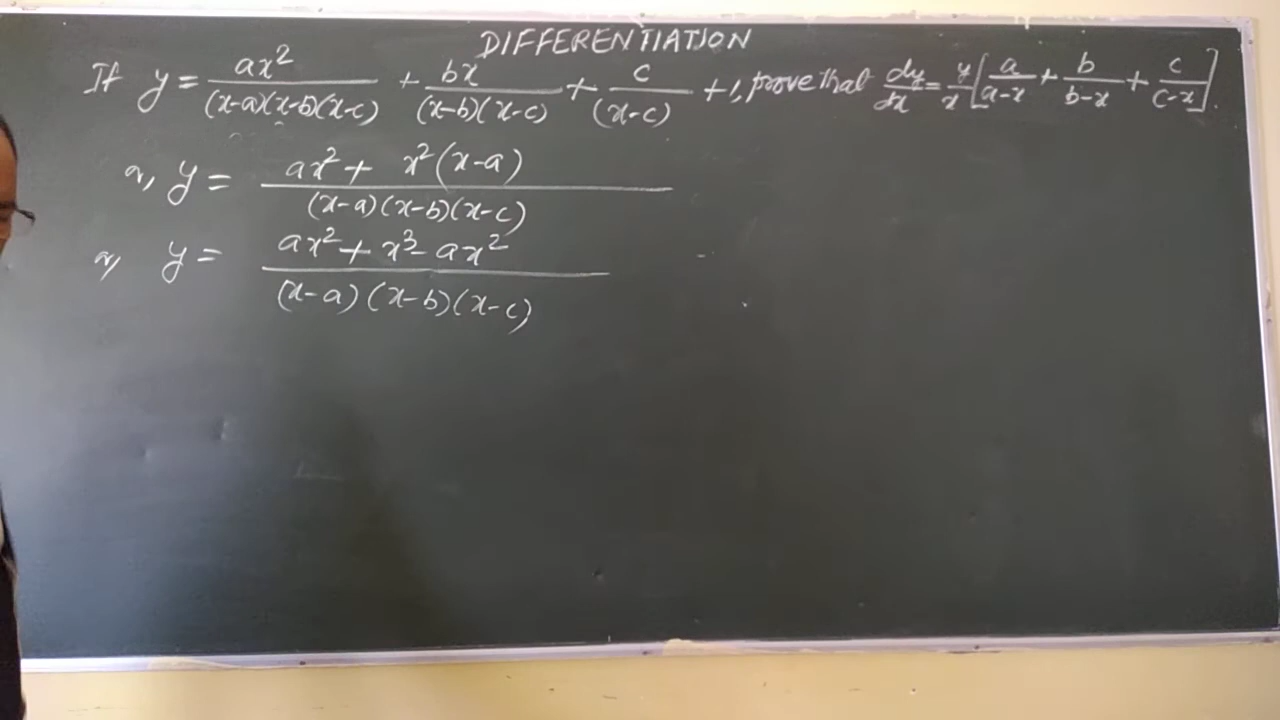 DIFFERENTIATION
If y = ax²/((x-a)(x-b)(x-c)) + bx/((x-b)(x-c)) + c/(x-c) + 1, prove that dy/dx = y/x [a/(a-x) + b/(b-x) + c/(c-x)].
or, y = (ax² + x²(x-a))/((x-a)(x-b)(x-c))
or, y = (ax² + x³ - ax²)/((x-a)(x-b)(x-c))